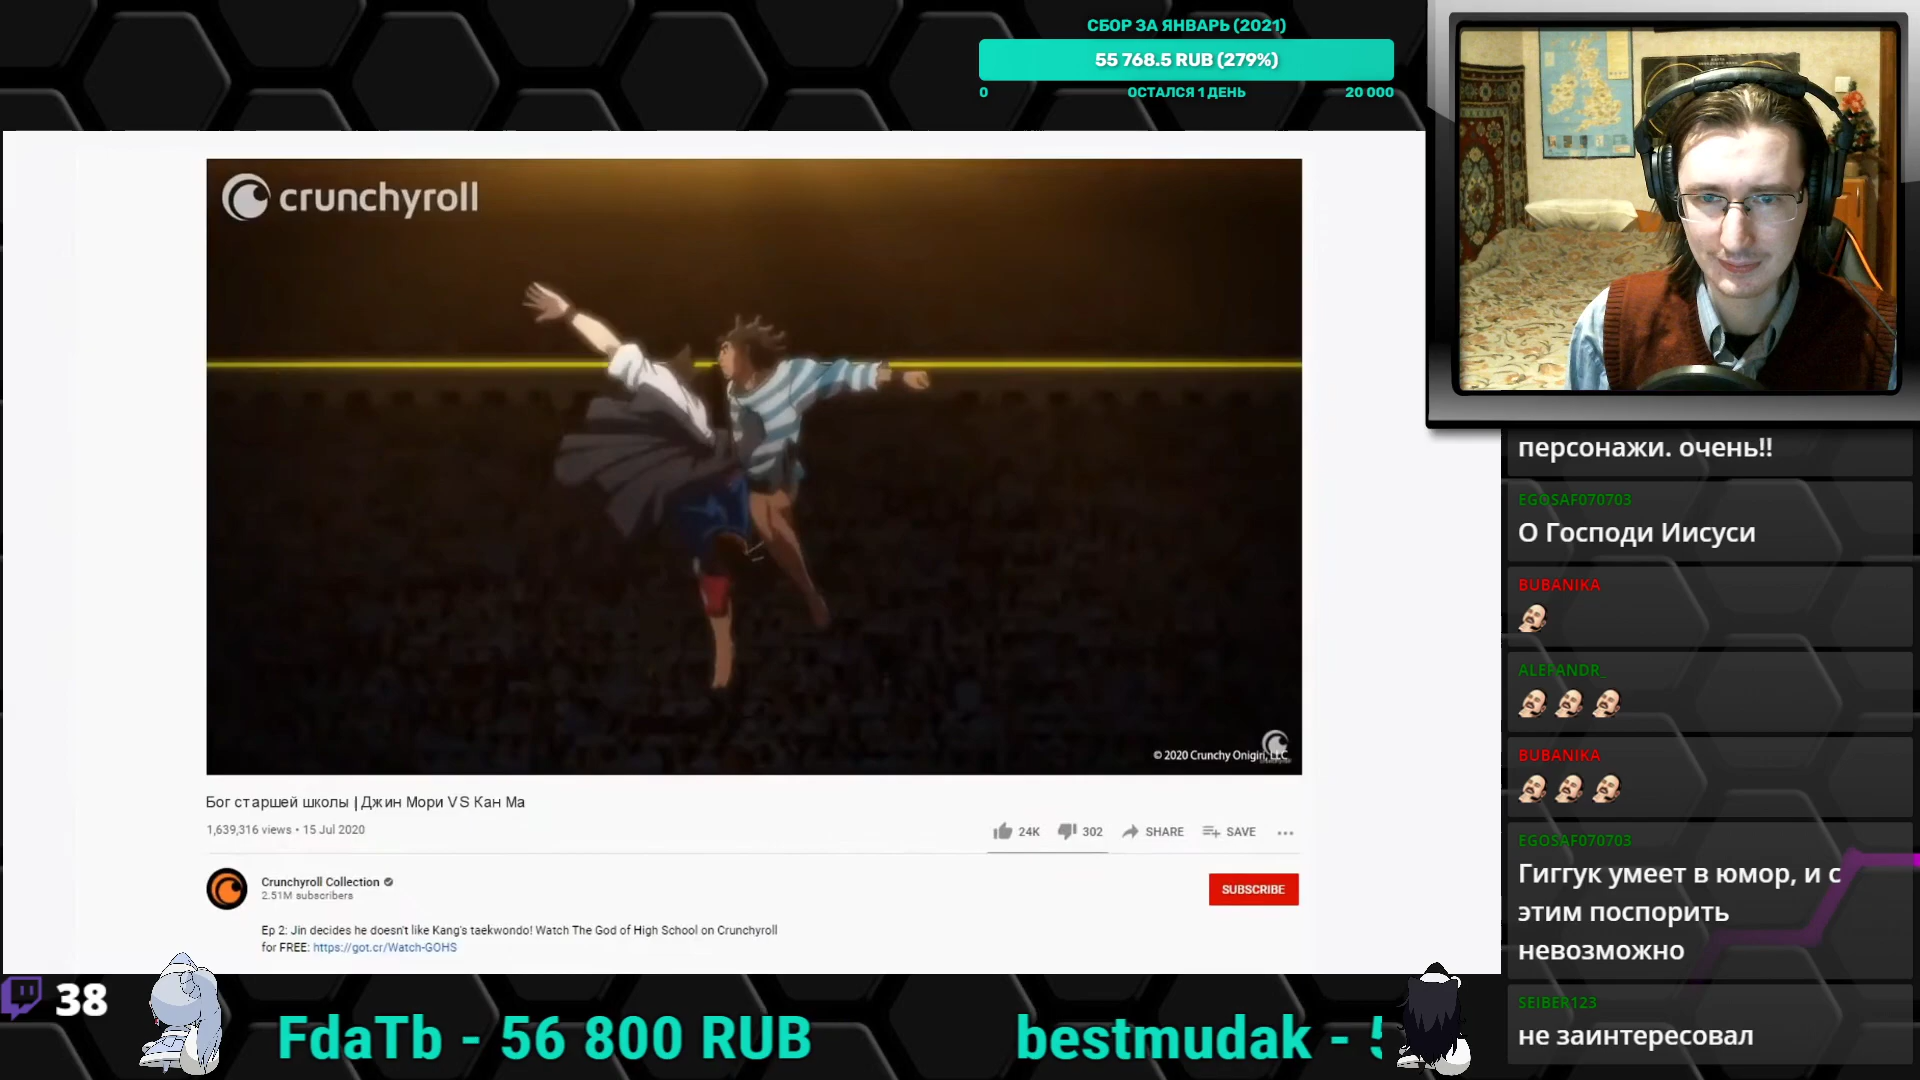 СБОР ЗА ЯНВАРЬ (2021)
55 768.5 RUB (279%)
0 ОСТАЛСЯ 1 ДЕНЬ 20 000
crunchyroll
© 2020 Crunchy Onigiri, LLC
Бог старшей школы | Джин Мори VS Кан Ма
1,639,316 views • 15 Jul 2020
24K 302 SHARE SAVE
Crunchyroll Collection
2.51M subscribers
SUBSCRIBE
Ep 2: Jin decides he doesn't like Kang's taekwondo! Watch The God of High School on Crunchyroll
for FREE: https://got.cr/Watch-GOHS
персонажи. очень!!
EGOSAF070703
О Господи Иисуси
BUBANIKA
ALEFANDR_
BUBANIKA
EGOSAF070703
Гиггук умеет в юмор, и с
этим поспорить
невозможно
SEIBER123
не заинтересовал
38
FdaTb - 56 800 RUB
bestmudak - 5